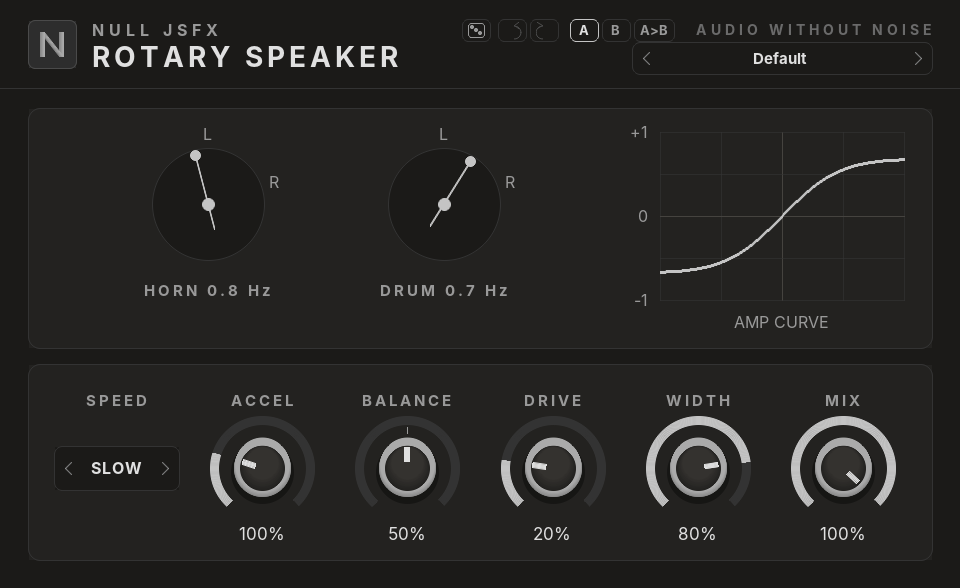 N
NULL JSFX
ROTARY SPEAKER
A B A>B
AUDIO WITHOUT NOISE
Default
L
R
HORN 0.8 Hz
L
R
DRUM 0.7 Hz
+1
0
-1
AMP CURVE
SPEED ACCEL BALANCE DRIVE WIDTH MIX
SLOW
100% 50% 20% 80% 100%